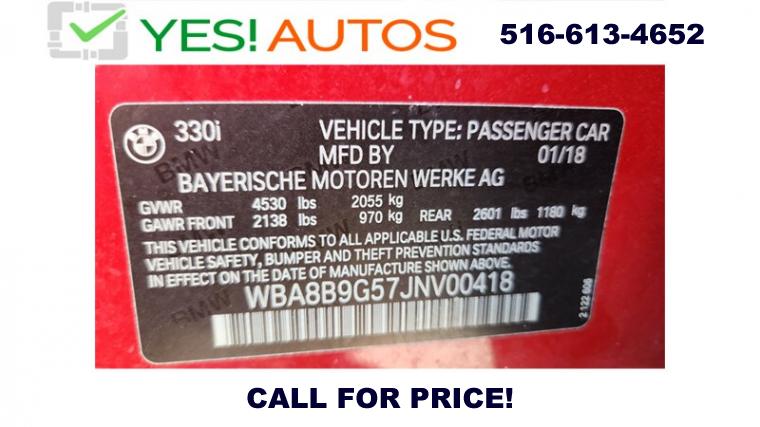 YES! AUTOS 516-613-4652
330i VEHICLE TYPE: PASSENGER CAR
MFD BY 01/18
BAYERISCHE MOTOREN WERKE AG
GVWR 4530 lbs 2055 kg
GAWR FRONT 2138 lbs 970 kg REAR 2601 lbs 1180 kg
THIS VEHICLE CONFORMS TO ALL APPLICABLE U.S. FEDERAL MOTOR
VEHICLE SAFETY, BUMPER AND THEFT PREVENTION STANDARDS
IN EFFECT ON THE DATE OF MANUFACTURE SHOWN ABOVE.
WBA8B9G57JNV00418
2 122 606
CALL FOR PRICE!